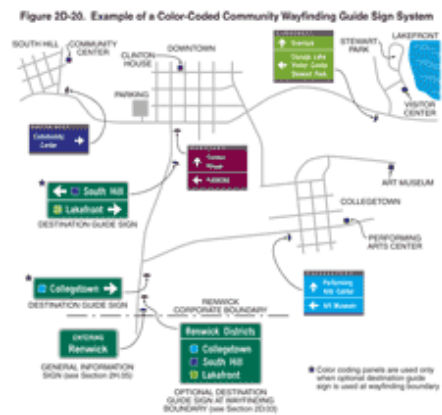 Figure 2D-20. Example of a Color-Coded Community Wayfinding Guide Sign System
SOUTH HILL
COMMUNITY
CENTER
CLINTON
HOUSE
DOWNTOWN
STEWART
PARK
LAKEFRONT
PARKING
VISITOR
CENTER
Community
Center
South Hill
Lakefront
DESTINATION GUIDE SIGN
ART MUSEUM
COLLEGETOWN
PERFORMING
ARTS CENTER
Collegetown
DESTINATION GUIDE SIGN
Performing
Arts Center
Art Museum
RENWICK
CORPORATE BOUNDARY
ENTERING
Renwick
Renwick Districts
Collegetown
South Hill
Lakefront
GENERAL INFORMATION
SIGN (see Section 2H.05)
OPTIONAL DESTINATION
GUIDE SIGN AT WAYFINDING
BOUNDARY (see Section 2D.53)
Color coding panels are used only
when optional destination guide
sign is used at wayfinding boundary